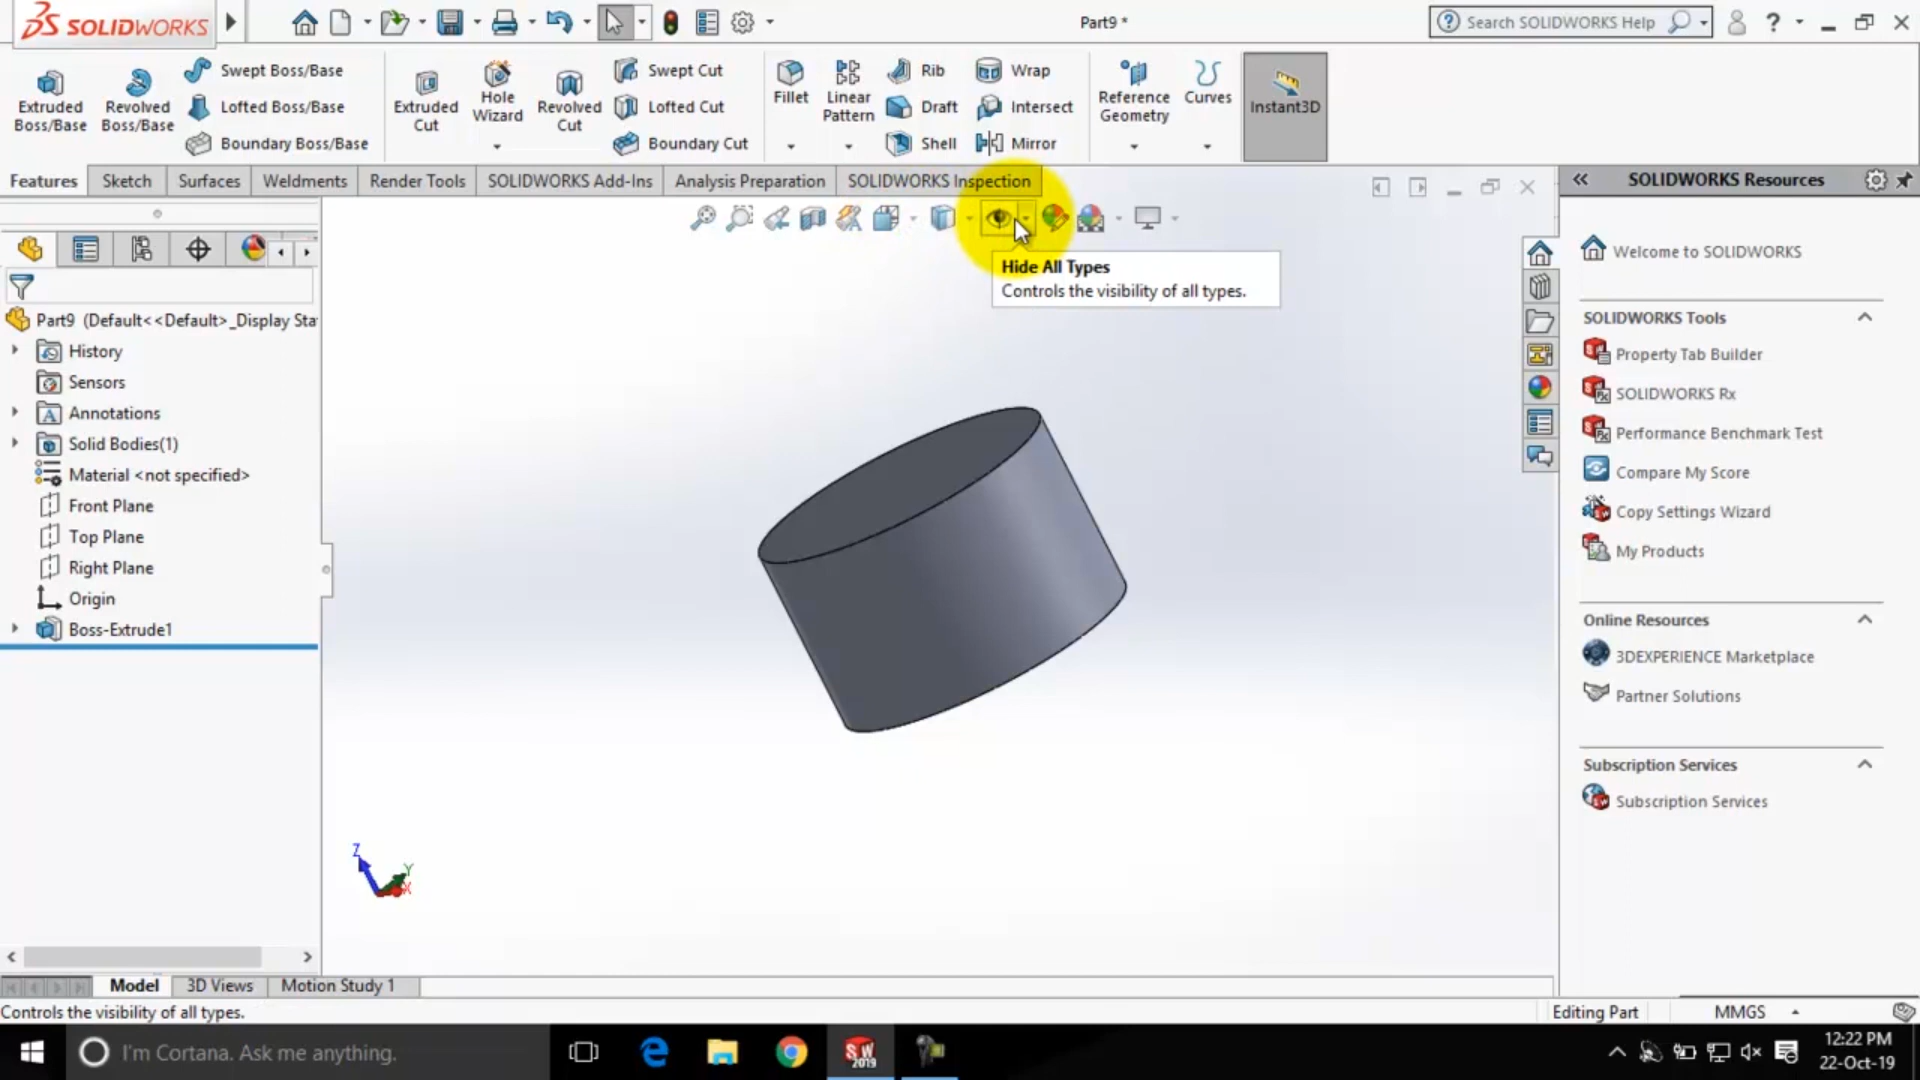 SOLIDWORKS
Part9 *
Search SOLIDWORKS Help
Extruded
Boss/Base
Revolved
Boss/Base
Swept Boss/Base
Lofted Boss/Base
Boundary Boss/Base
Extruded
Cut
Hole
Wizard
Revolved
Cut
Swept Cut
Lofted Cut
Boundary Cut
Fillet
Linear
Pattern
Rib
Draft
Shell
Wrap
Intersect
Mirror
Reference
Geometry
Curves
Instant3D
Features
Sketch
Surfaces
Weldments
Render Tools
SOLIDWORKS Add-Ins
Analysis Preparation
SOLIDWORKS Inspection
Hide All Types
Controls the visibility of all types.
Part9 (Default<<Default>_Display Sta
History
Sensors
Annotations
Solid Bodies(1)
Material <not specified>
Front Plane
Top Plane
Right Plane
Origin
Boss-Extrude1
Z
Y
X
SOLIDWORKS Resources
Welcome to SOLIDWORKS
SOLIDWORKS Tools
Property Tab Builder
SOLIDWORKS Rx
Performance Benchmark Test
Compare My Score
Copy Settings Wizard
My Products
Online Resources
3DEXPERIENCE Marketplace
Partner Solutions
Subscription Services
Subscription Services
Model
3D Views
Motion Study 1
Controls the visibility of all types.
Editing Part
MMGS
I'm Cortana. Ask me anything.
SW
2019
12:22 PM
22-Oct-19